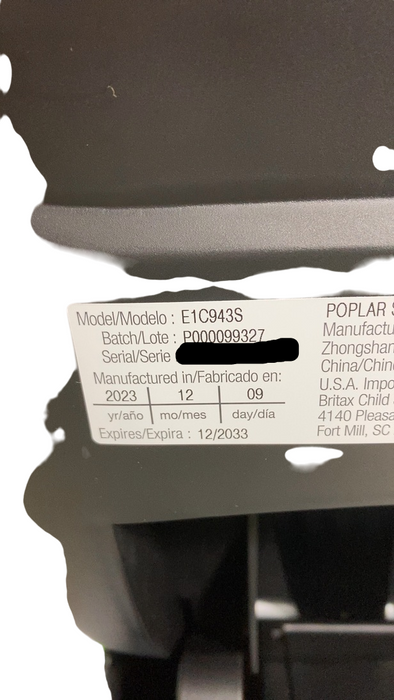 Model/Modelo : E1C943S
Batch/Lote : P000099327
Serial/Serie
Manufactured in/Fabricado en:
2023 12 09
yr/año mo/mes day/día
Expires/Expira : 12/2033
POPLAR
Manufactu
Zhongshan
China/Chin
U.S.A. Impo
Britax Child
4140 Pleasa
Fort Mill, SC